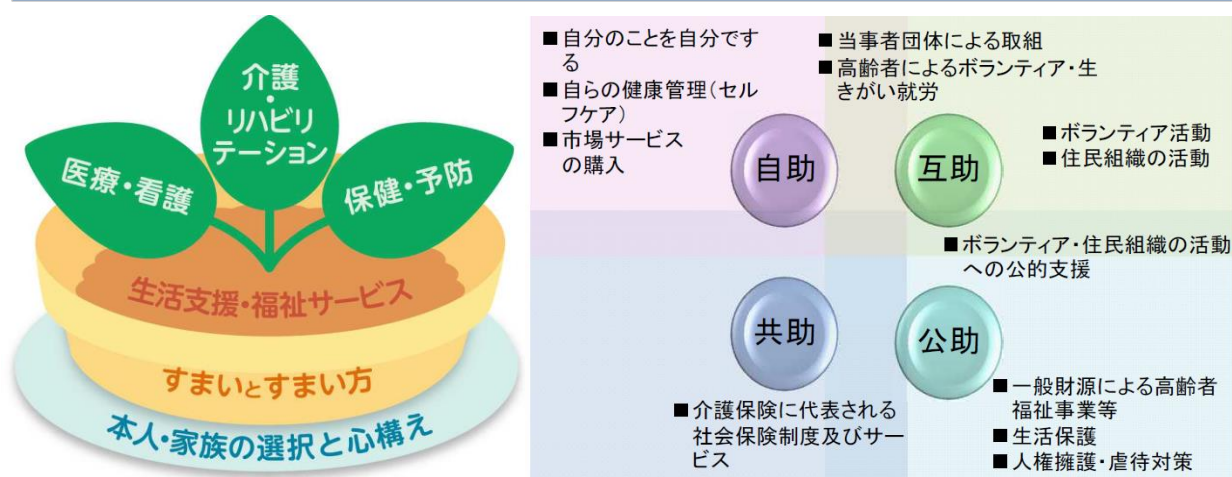 介護
・
リハビリ
テーション
医療・看護
保健・予防
生活支援・福祉サービス
すまいとすまい方
本人・家族の選択と心構え
■自分のことを自分です
る
■自らの健康管理(セル
フケア)
■市場サービス
の購入
■当事者団体による取組
■高齢者によるボランティア・生
きがい就労
自助
互助
■ボランティア活動
■住民組織の活動
■ボランティア・住民組織の活動
への公的支援
共助
公助
■介護保険に代表される
社会保険制度及びサー
ビス
■一般財源による高齢者
福祉事業等
■生活保護
■人権擁護・虐待対策